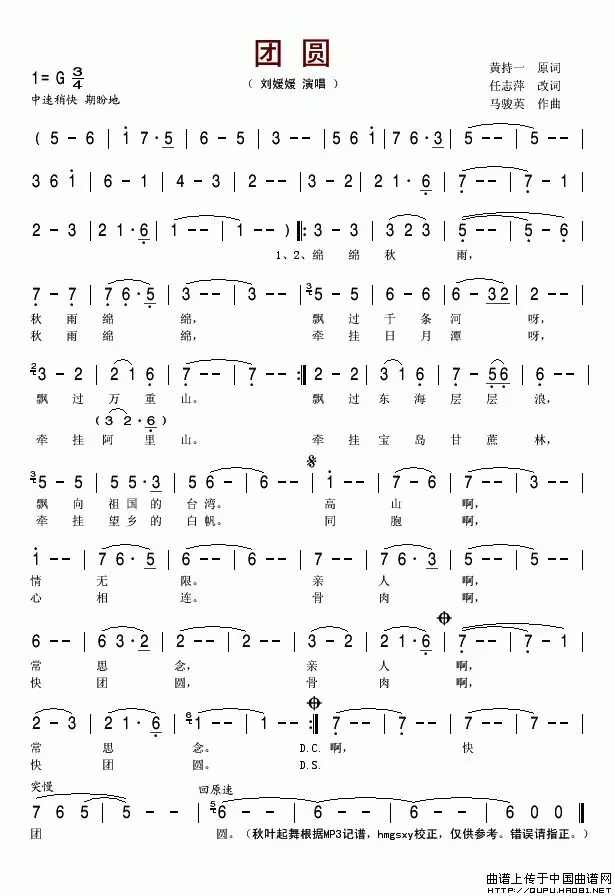 团 圆
1= G 3/4
( 刘媛媛 演唱 )
黄持一 原词
中速稍快 期盼地
任志萍 改词
马骏英 作曲
( 5 - 6 | 1 7 · 5 | 6 - - | 6 - - | 5 - 6 | 1 - 1 | 7 6 · 3 | 5 - - | 5 - - |
3 6 1 | 6 - 1 | 4 - 3 | 2 - - | 3 - - | 3 - 2 | 2 1 · 6 | 7 - - | 7 - 1 |
2 - 3 | 2 1 · 6 | 1 - - | 1 - - ) ‖: 3 - 3 | 3 2 3 | 5 - - | 5 - 6 |
1、2、绵 绵 秋 雨,
7 - 7 | 7 6 · 5 | 3 - - | 3 - - | 3 5 - 5 | 6 - 6 | 6 - 3 2 | 2 - - |
秋 雨 绵 绵, 飘 过 千 条 河 呀,
秋 雨 绵 绵, 牵 挂 日 月 潭 呀,
2 3 - 2 | 2 1 6 | 7 - - | 7 - - :‖ 2 - 2 | 3 1 6 | 7 - 5 6 | 6 - - |
飘 过 万 重 山。 飘 过 东 海 层 层 浪,
( 3 2 · 6 )
牵 挂 阿 里 山。 牵 挂 宝 岛 甘 蔗 林,
3 5 - 5 | 5 5 · 3 | 5 6 - | 6 - - | 1 - - | 7 - 6 | 7 - - | 3 - - |
飘 向 祖 国 的 台 湾。 高 山 啊,
牵 挂 望 乡 的 白 帆。 同 胞 啊,
1 - - | 7 6 · 5 | 6 - - | 6 - - | 7 - - | 7 6 · 3 | 5 - - | 5 - - |
情 无 限。 亲 人 啊,
心 相 连。 骨 肉 啊,
6 - - | 6 3 · 2 | 2 - - | 2 - - | 3 - 2 | 2 1 · 6 | 7 - - | 7 - 1 |
常 思 念, 亲 人 啊,
快 团 圆, 骨 肉 啊,
2 - 3 | 2 1 · 6 | 6 1 - - | 1 - - :‖ 7 - - | 7 - - | 7 - - | 5 - - |
常 思 念。 D.C. 啊, 快
快 团 圆。 D.S.
突慢 回原速
7 6 5 | 5 - - | 5 - - | 5 6 - - | 6 - - | 6 - - | 6 - - | 6 0 0 ‖
团 圆。(秋叶起舞根据MP3记谱，hmgsxy校正，仅供参考。错误请指正。)
曲谱上传于中国曲谱网
http://QUPU.YUEQIKU.COM